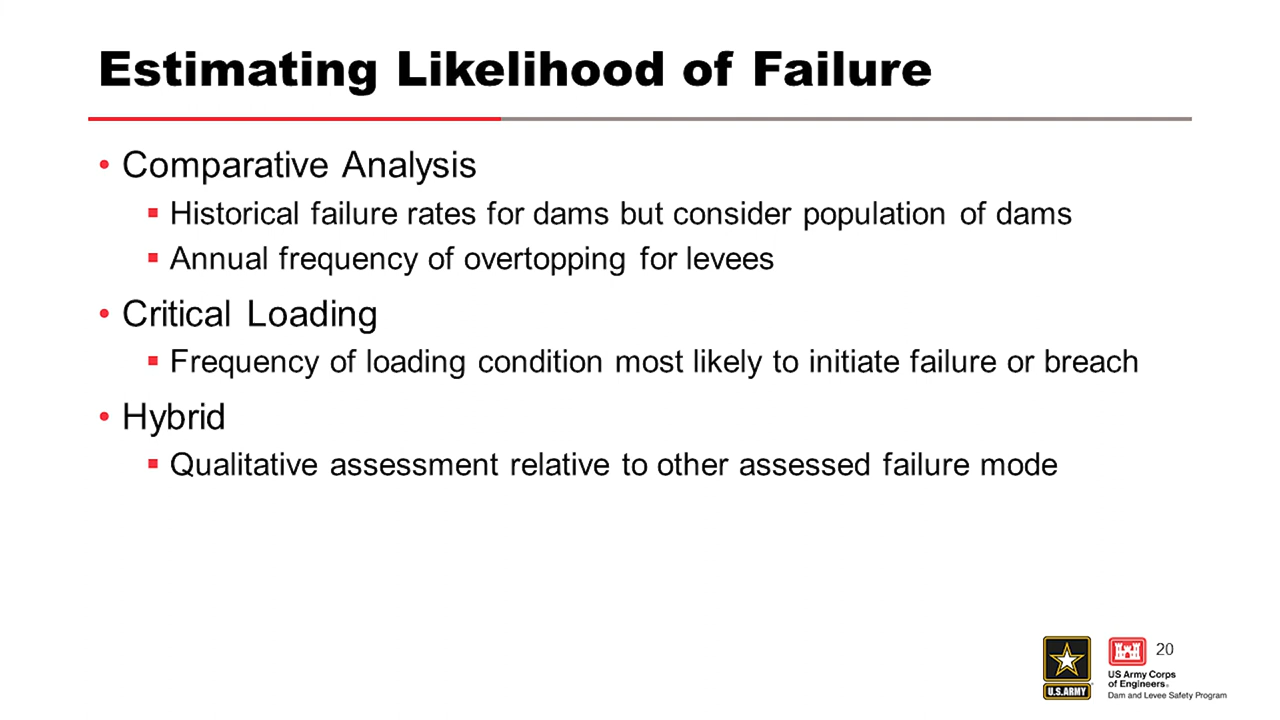 Estimating Likelihood of Failure
• Comparative Analysis
▪ Historical failure rates for dams but consider population of dams
▪ Annual frequency of overtopping for levees
• Critical Loading
▪ Frequency of loading condition most likely to initiate failure or breach
• Hybrid
▪ Qualitative assessment relative to other assessed failure mode
20
U.S.ARMY
US Army Corps
of Engineers®
Dam and Levee Safety Program